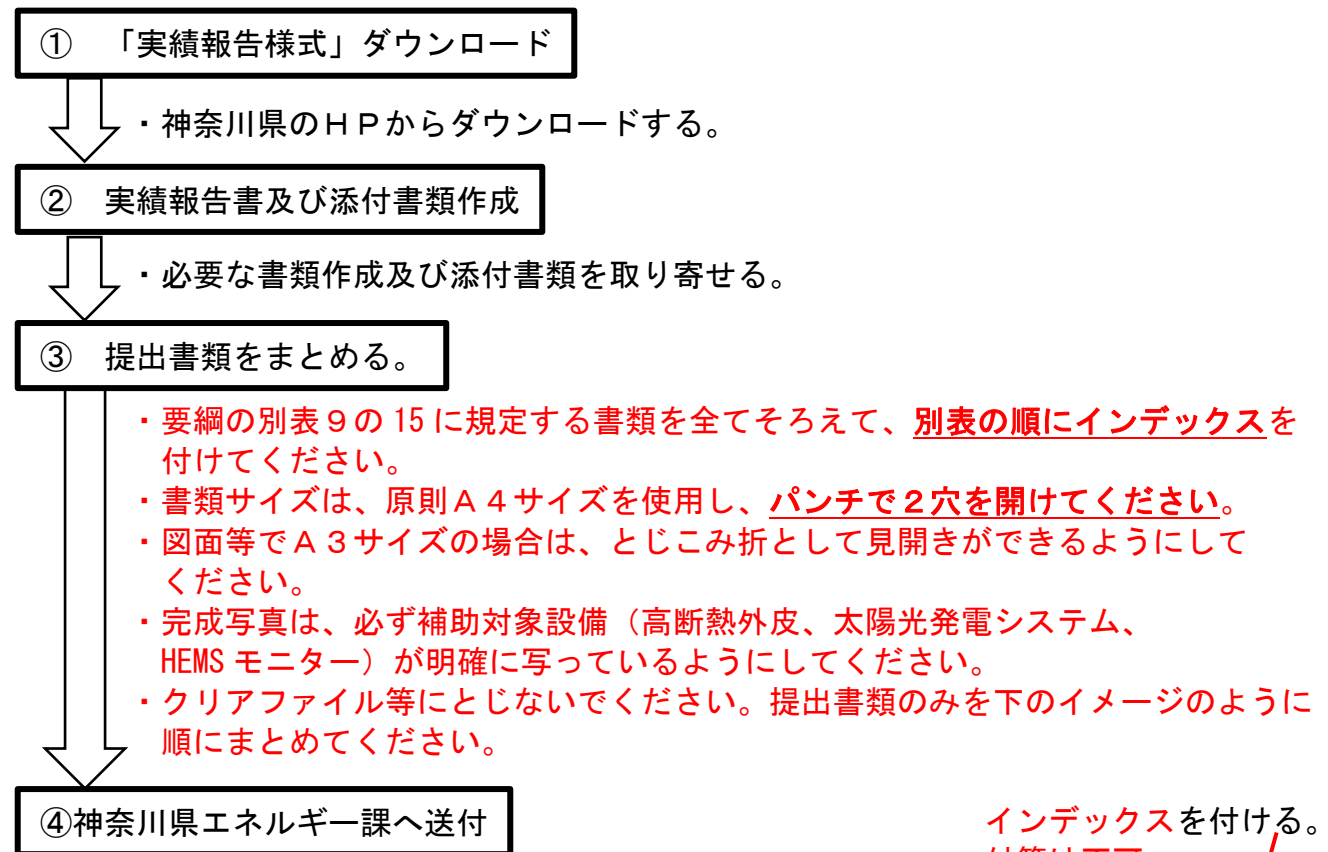 ① 「実績報告様式」ダウンロード
・神奈川県のＨＰからダウンロードする。
② 実績報告書及び添付書類作成
・必要な書類作成及び添付書類を取り寄せる。
③ 提出書類をまとめる。
・要綱の別表９の15に規定する書類を全てそろえて、別表の順にインデックスを
付けてください。
・書類サイズは、原則Ａ４サイズを使用し、パンチで２穴を開けてください。
・図面等でＡ３サイズの場合は、とじこみ折として見開きができるようにして
ください。
・完成写真は、必ず補助対象設備（高断熱外皮、太陽光発電システム、
HEMSモニター）が明確に写っているようにしてください。
・クリアファイル等にとじないでください。提出書類のみを下のイメージのように
順にまとめてください。
④神奈川県エネルギー課へ送付
インデックスを付ける。